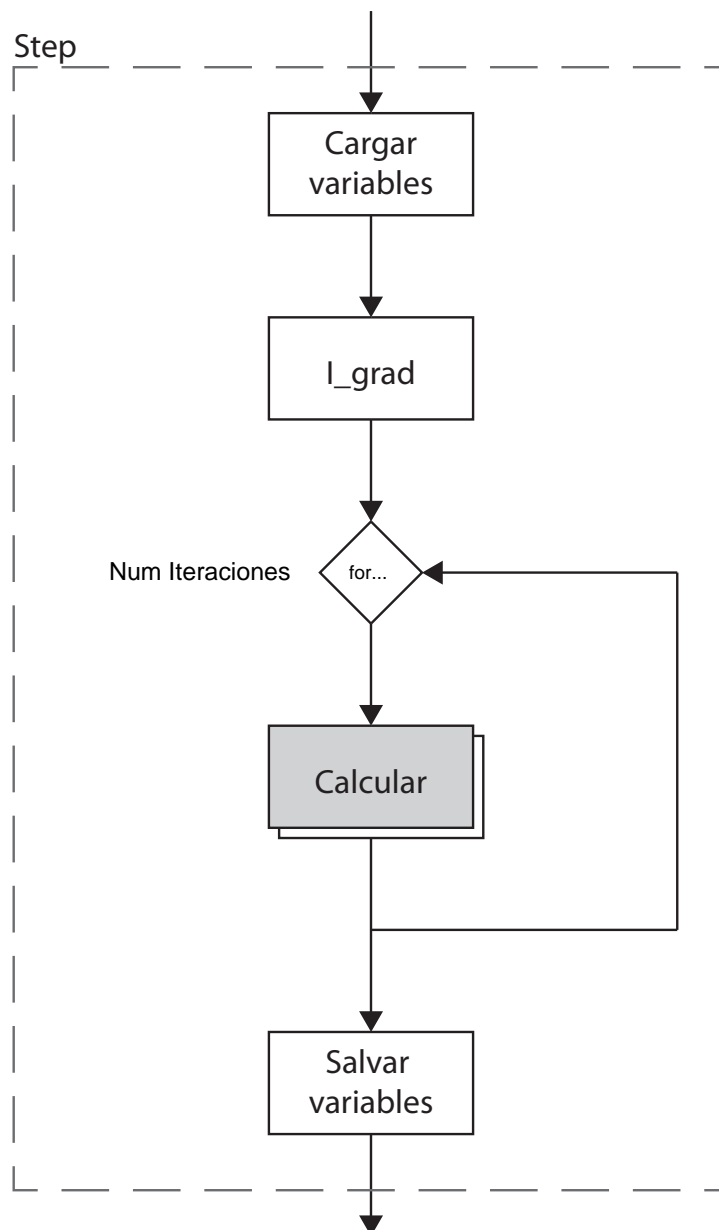 Step
Cargar
variables
I_grad
Num Iteraciones
for...
Calcular
Salvar
variables